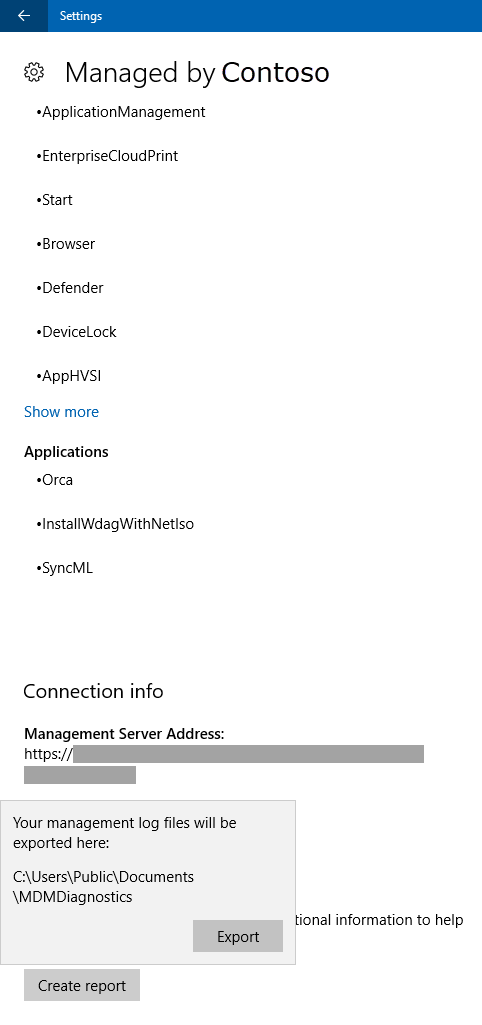 Settings
Managed by Contoso
•ApplicationManagement
•EnterpriseCloudPrint
•Start
•Browser
•Defender
•DeviceLock
•AppHVSI
Show more
Applications
•Orca
•InstallWdagWithNetIso
•SyncML
Connection info
Management Server Address:
https://
Your management log files will be
exported here:
C:\Users\Public\Documents
\MDMDiagnostics
tional information to help
Export
Create report